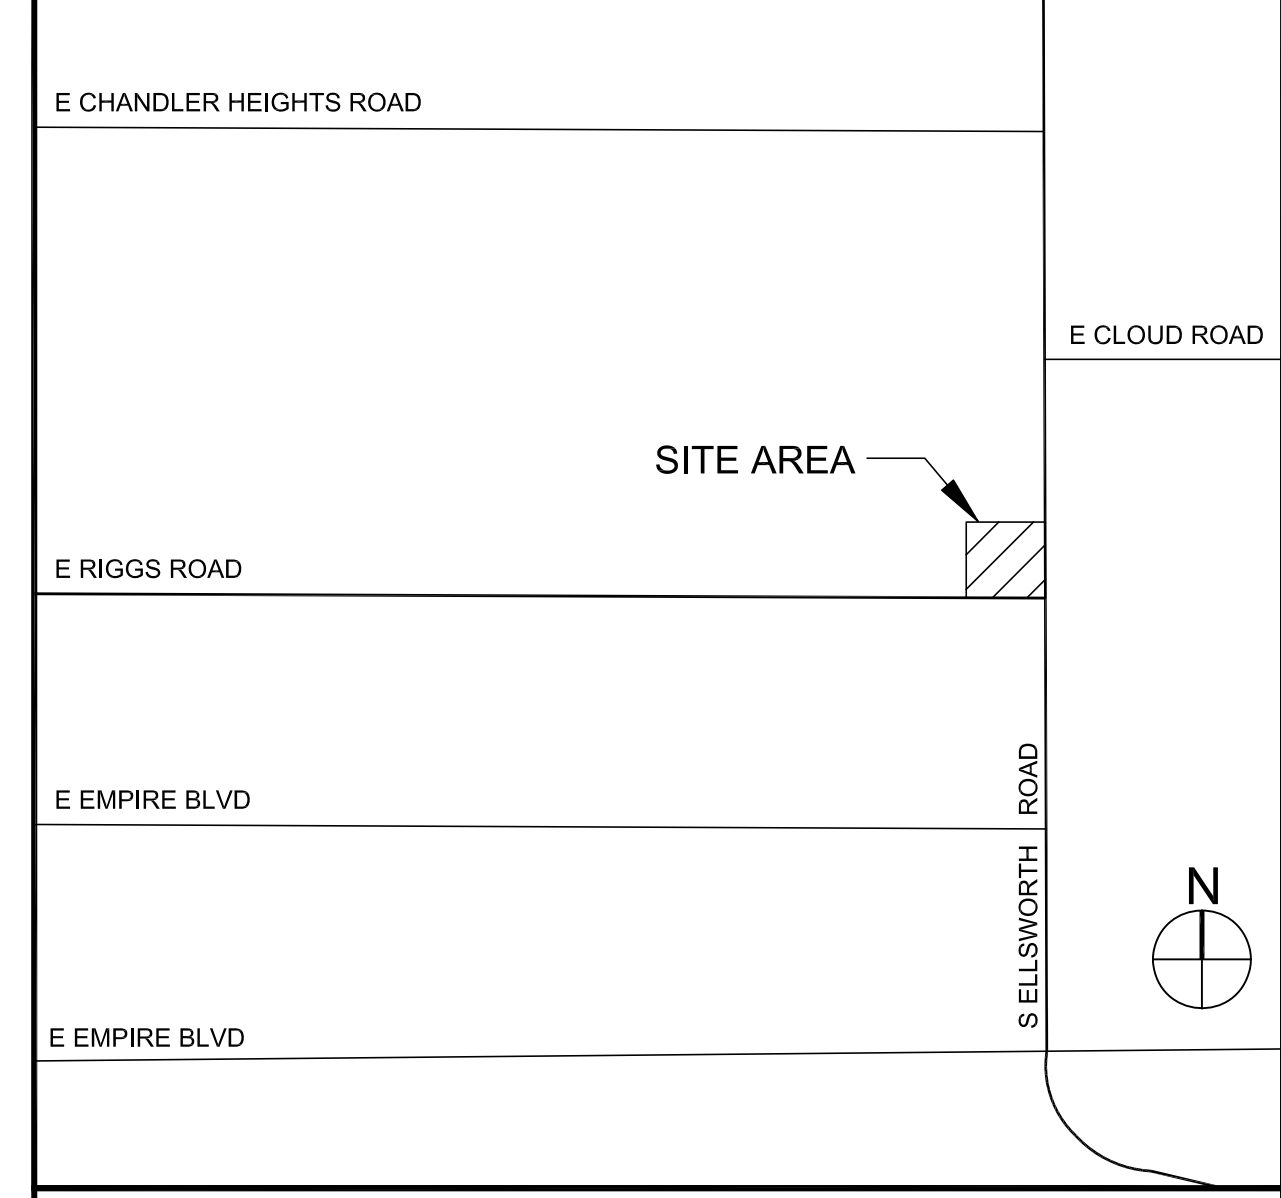 E CHANDLER HEIGHTS ROAD
E CLOUD ROAD
SITE AREA
E RIGGS ROAD
E EMPIRE BLVD
S ELLSWORTH ROAD
N
E EMPIRE BLVD